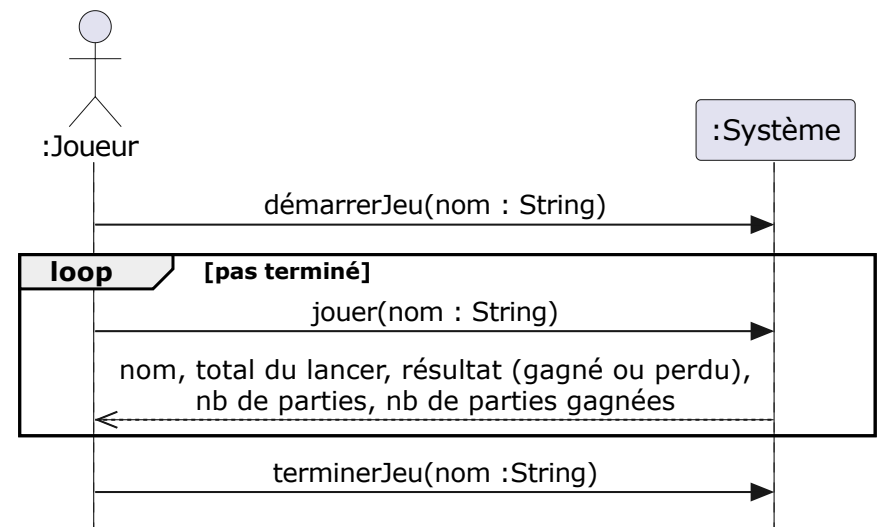 :Joueur
:Système
démarrerJeu(nom : String)
loop [pas terminé]
jouer(nom : String)
nom, total du lancer, résultat (gagné ou perdu),
nb de parties, nb de parties gagnées
terminerJeu(nom :String)